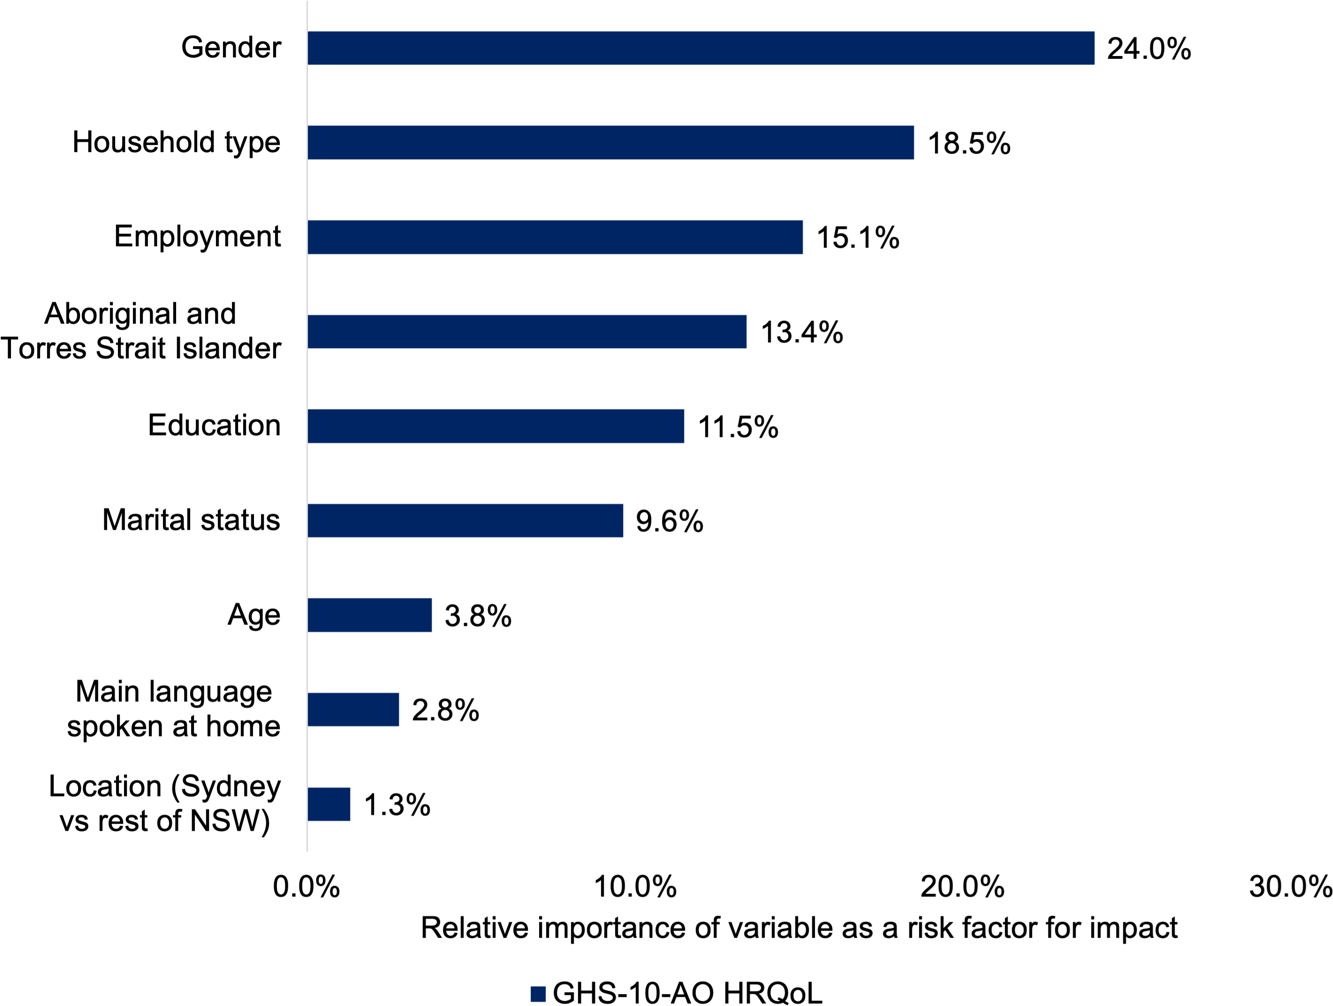 Gender
24.0%
Household type
18.5%
Employment
15.1%
Aboriginal and
Torres Strait Islander
13.4%
Education
11.5%
Marital status
9.6%
Age
3.8%
Main language
spoken at home
2.8%
Location (Sydney
vs rest of NSW)
1.3%
0.0% 10.0% 20.0% 30.0%
Relative importance of variable as a risk factor for impact
GHS-10-AO HRQoL